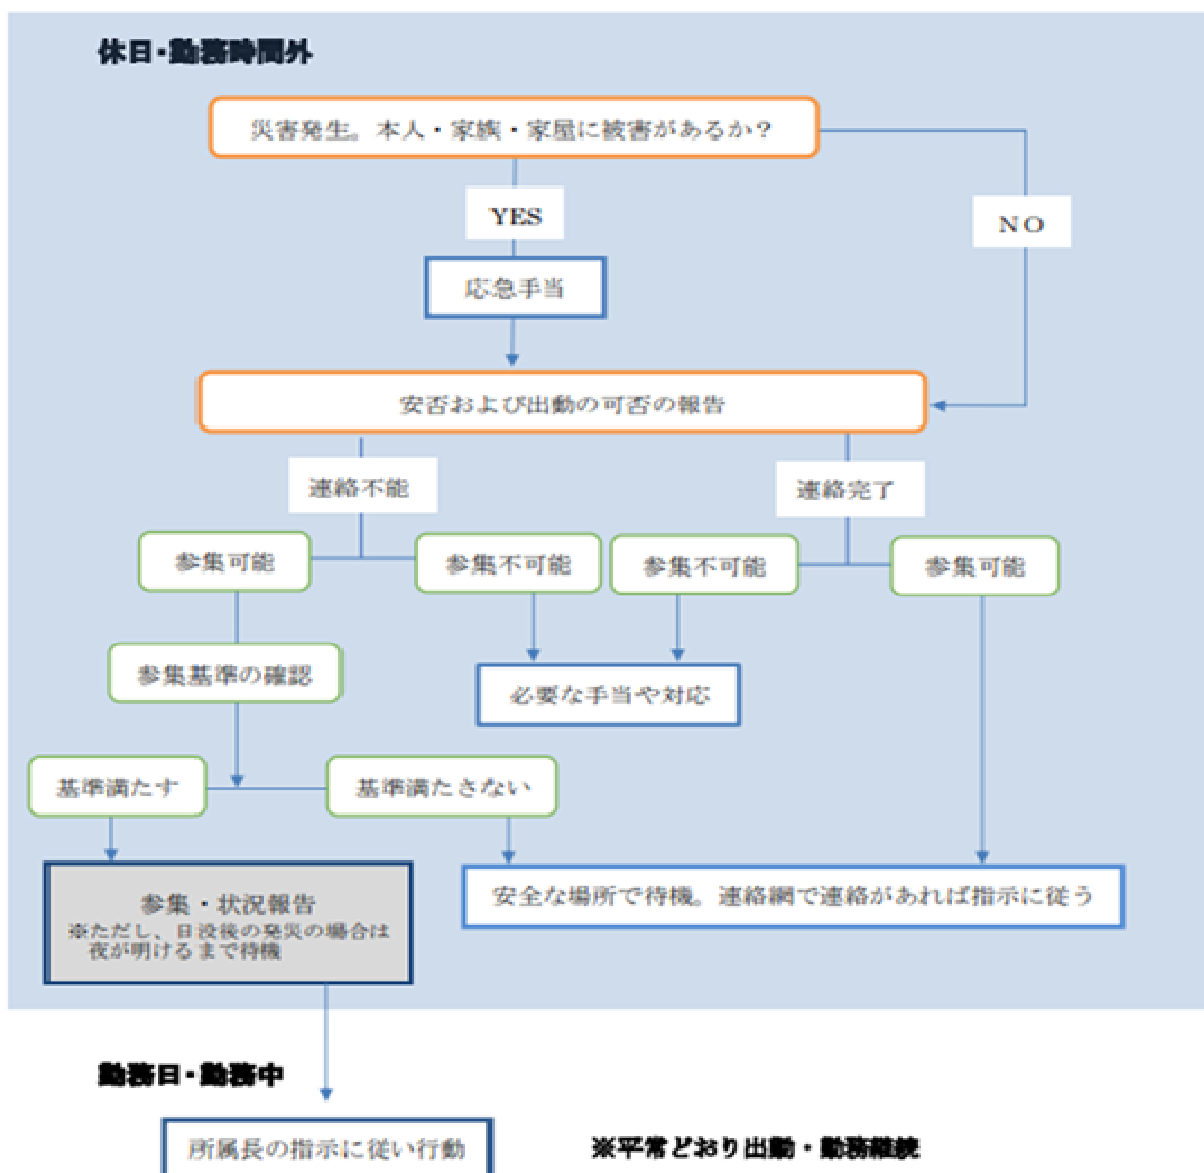 休日・勤務時間外
災害発生。本人・家族・家屋に被害があるか？
YES
NO
応急手当
安否および出動の可否の報告
連絡不能
連絡完了
参集可能
参集不可能
参集不可能
参集可能
参集基準の確認
必要な手当や対応
基準満たす
基準満たさない
参集・状況報告
※ただし、日没後の発災の場合は
夜が明けるまで待機
安全な場所で待機。連絡網で連絡があれば指示に従う
勤務日・勤務中
所属長の指示に従い行動
※平常どおり出動・勤務継続